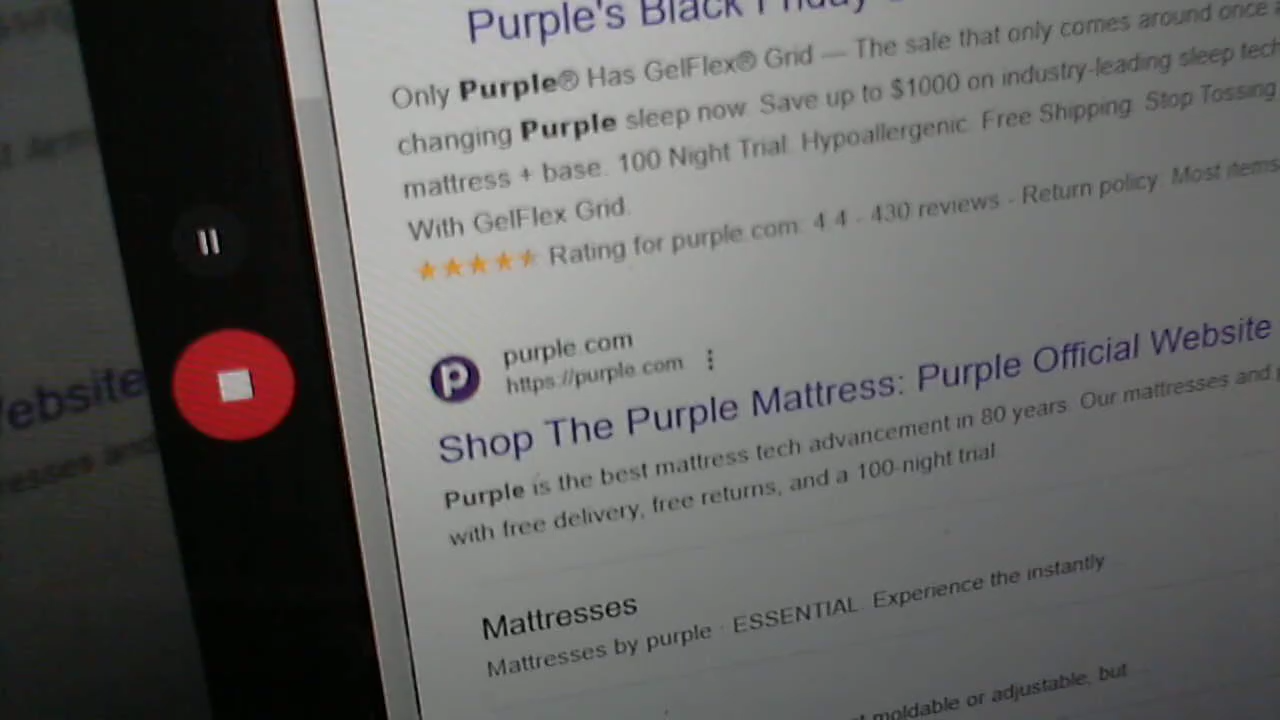 Purple's Black Friday
Only Purple® Has GelFlex® Grid — The sale that only comes around once a
changing Purple sleep now. Save up to $1000 on industry-leading sleep tech
mattress + base. 100 Night Trial. Hypoallergenic. Free Shipping. Stop Tossing
With GelFlex Grid.
Rating for purple.com: 4.4 - 430 reviews - Return policy: Most items
purple.com
https://purple.com
Shop The Purple Mattress: Purple Official Website
Purple is the best mattress tech advancement in 80 years. Our mattresses and
with free delivery, free returns, and a 100-night trial.
Mattresses
Mattresses by purple · ESSENTIAL. Experience the instantly
moldable or adjustable, but
ebsite
resses and